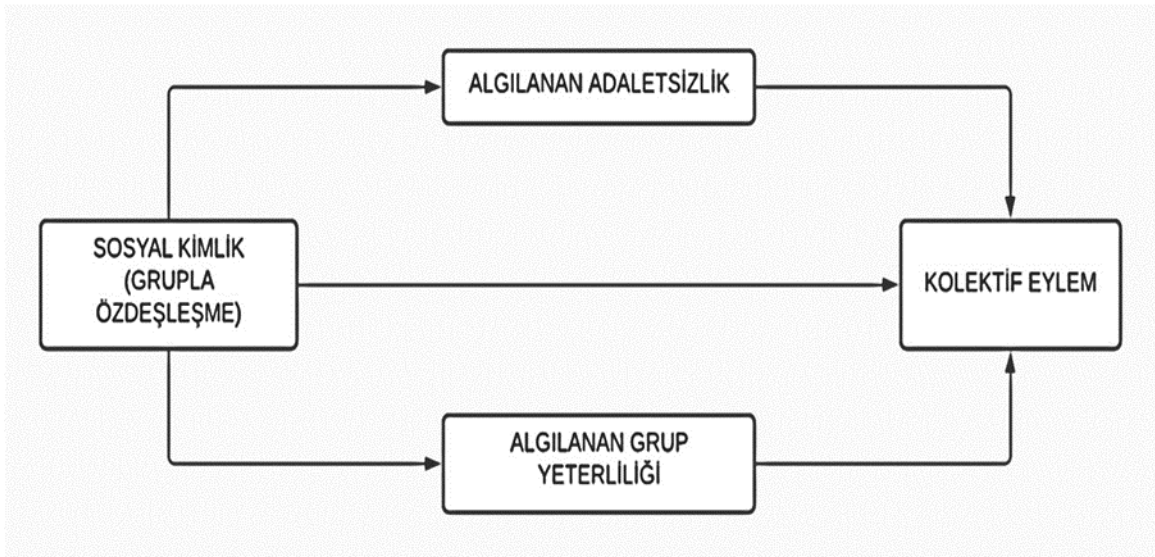 ALGILANAN ADALETSİZLİK
SOSYAL KİMLİK
(GRUPLA
ÖZDEŞLEŞME)
KOLEKTİF EYLEM
ALGILANAN GRUP
YETERLİLİĞİ